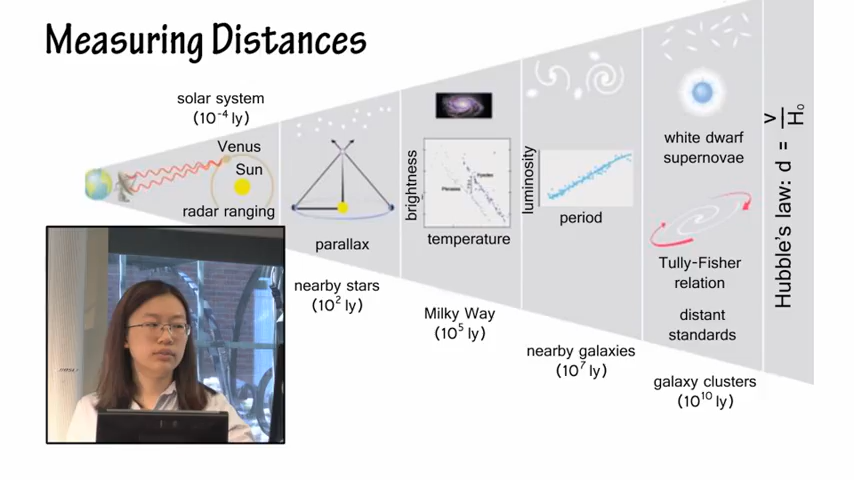 Measuring Distances
solar system
(10⁻⁴ ly)
Venus
Sun
radar ranging
parallax
nearby stars
(10² ly)
brightness
temperature
Milky Way
(10⁵ ly)
luminosity
period
nearby galaxies
(10⁷ ly)
white dwarf
supernovae
Tully-Fisher
relation
distant
standards
galaxy clusters
(10¹⁰ ly)
Hubble's law: d = v/H₀